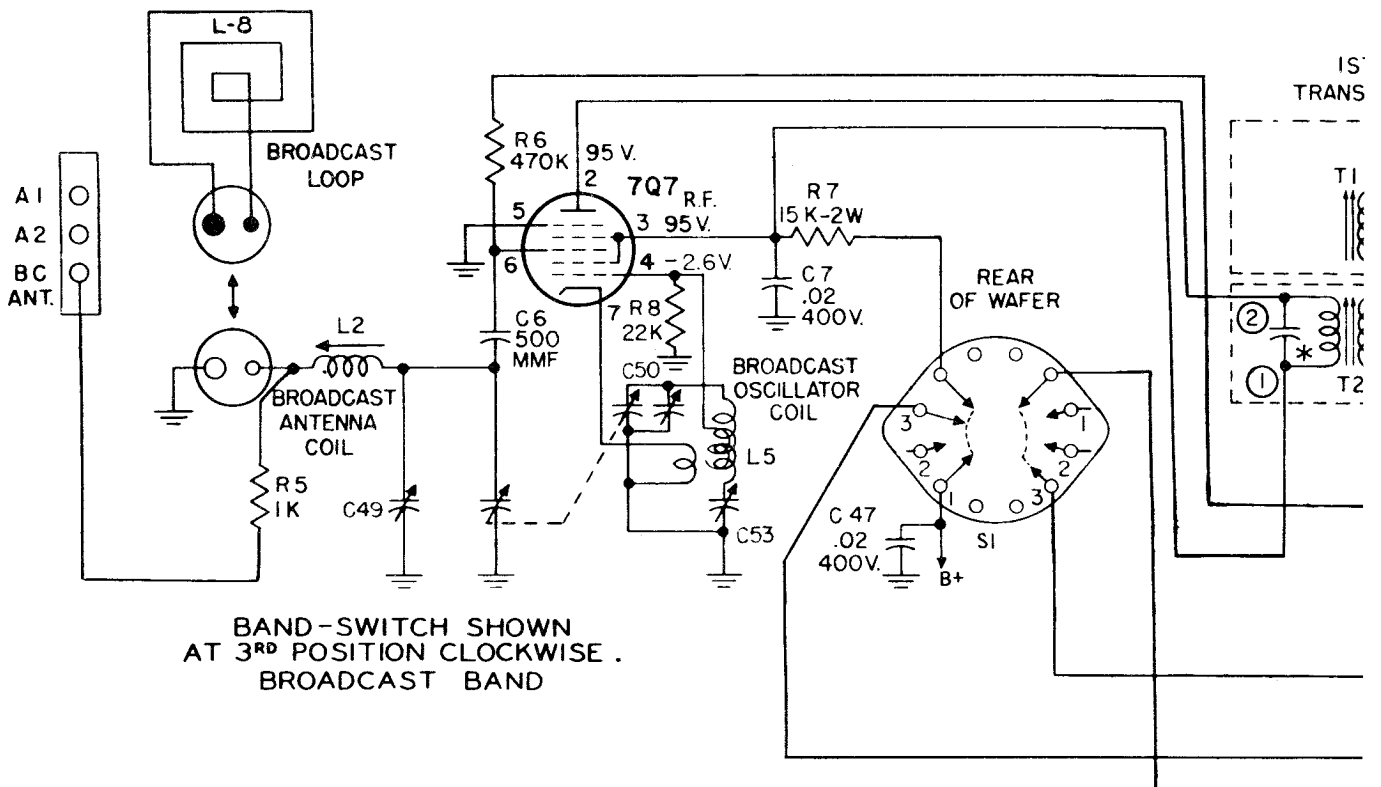 L-8
BROADCAST
LOOP
A1
A2
BC
ANT.
R6
470K
95 V.
2
7Q7
R.F.
5
3
95V.
6
4
-2.6V.
7
R7
15 K-2W
C7
.02
400V.
R8
22K
C6
500
MMF
REAR
OF WAFER
TRANS
T1
2
*
1
T2
L2
BROADCAST
ANTENNA
COIL
C50
BROADCAST
OSCILLATOR
COIL
L5
R5
1K
C49
C53
3
2
1
1
2
3
S1
C 47
.02
400V.
B+
BAND-SWITCH SHOWN
AT 3RD POSITION CLOCKWISE.
BROADCAST BAND